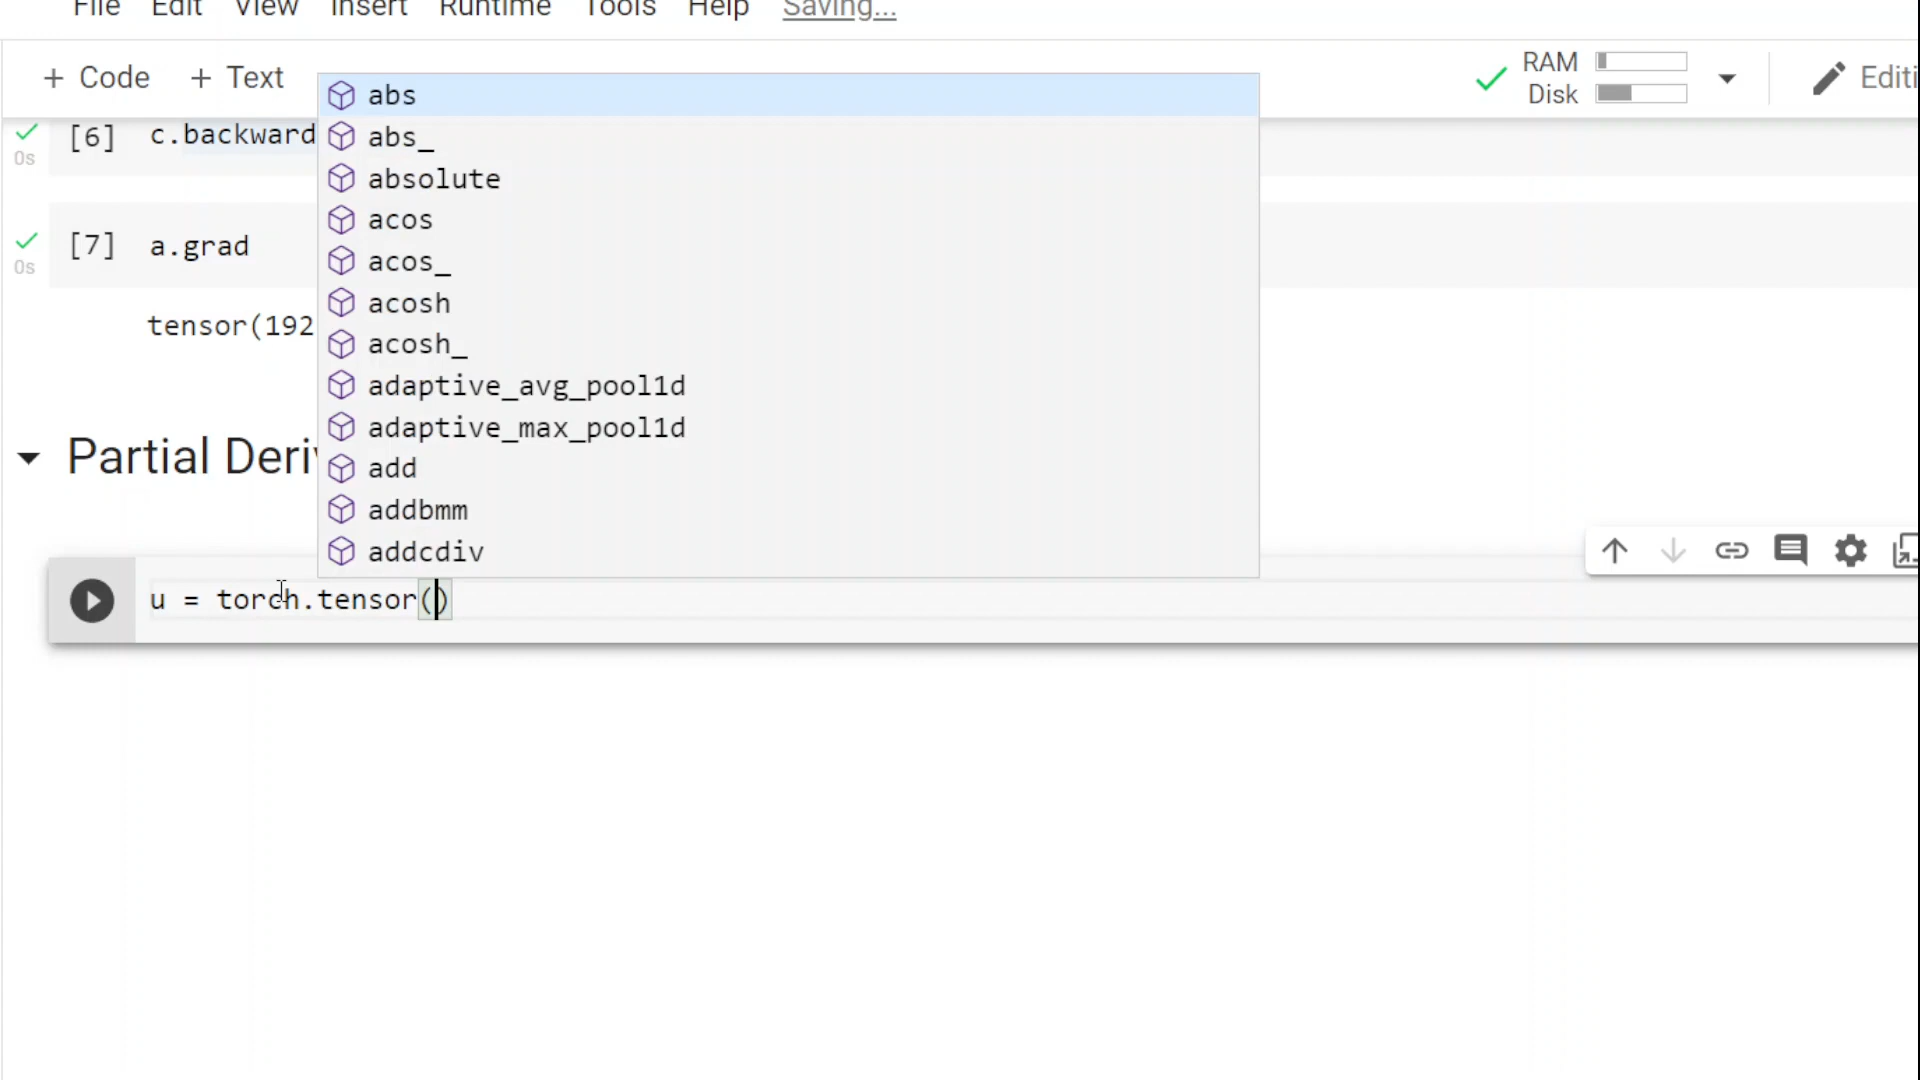 File Edit View Insert Runtime Tools Help Saving...
+ Code + Text
RAM
Disk
[6] c.backward
0s
[7] a.grad
0s
tensor(192
abs
abs_
absolute
acos
acos_
acosh
acosh_
adaptive_avg_pool1d
adaptive_max_pool1d
add
addbmm
addcdiv
Partial
u = torch.tensor()